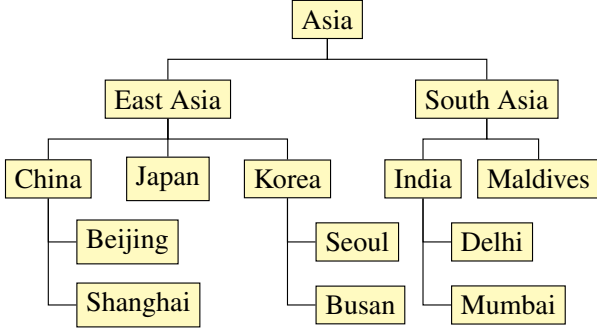 Asia
East Asia
South Asia
China
Japan
Korea
India
Maldives
Beijing
Seoul
Delhi
Shanghai
Busan
Mumbai